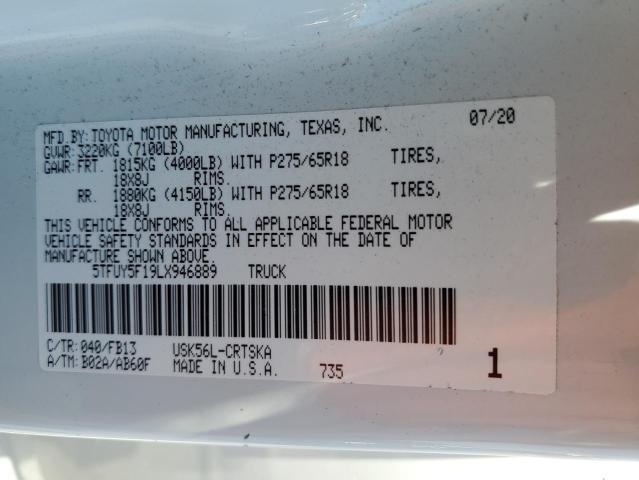 MFD.BY:TOYOTA MOTOR MANUFACTURING, TEXAS, INC. 07/20
GVWR:3220KG (7100LB)
GAWR:FRT. 1815KG (4000LB) WITH P275/65R18 TIRES,
18X8J RIMS.
RR. 1880KG (4150LB) WITH P275/65R18 TIRES,
18X8J RIMS.
THIS VEHICLE CONFORMS TO ALL APPLICABLE FEDERAL MOTOR
VEHICLE SAFETY STANDARDS IN EFFECT ON THE DATE OF
MANUFACTURE SHOWN ABOVE.
5TFUY5F19LX946889 TRUCK
C/TR:040/FB13 USK56L-CRTSKA
A/TM:B02A/AB60F MADE IN U.S.A. 735 1